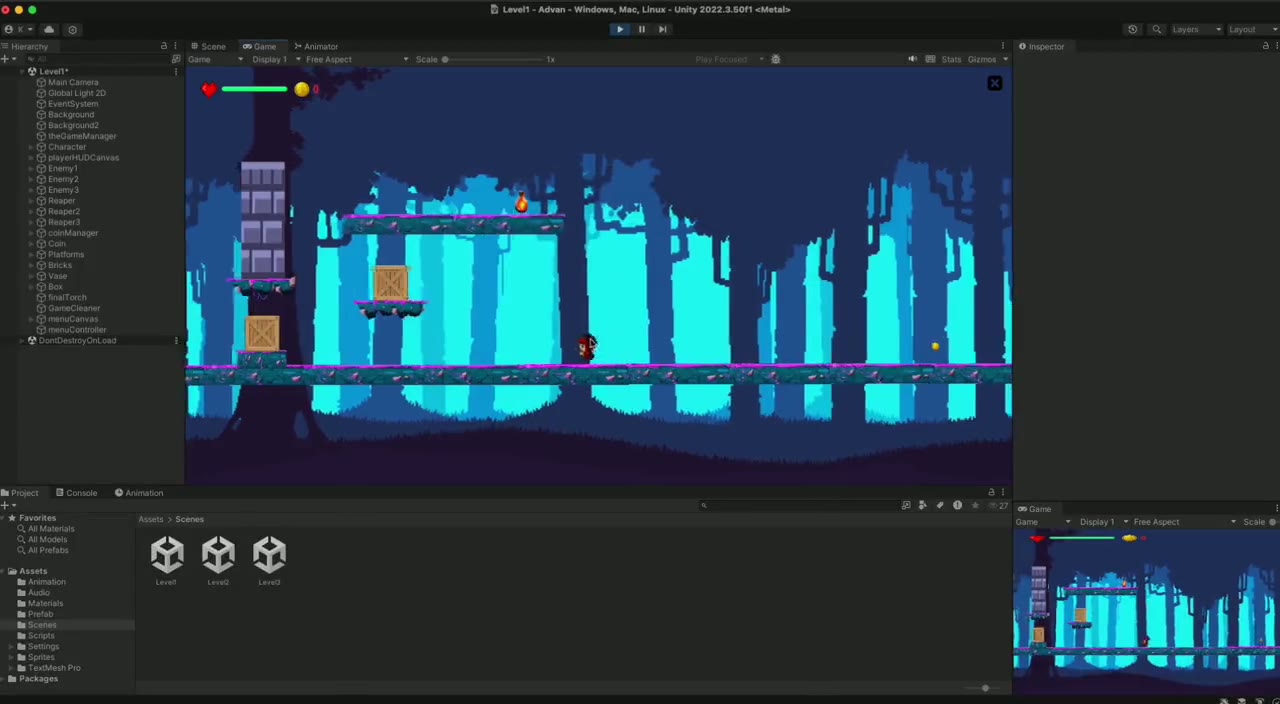 Level1 - Advan - Windows, Mac, Linux - Unity 2022.3.50f1 <Metal>
K
Layers
Layout
Hierarchy
Scene
Game
Animator
Inspector
All
Game
Display 1
Free Aspect
Scale
1x
Play Focused
Stats
Gizmos
Level1*
Main Camera
Global Light 2D
EventSystem
Background
Background2
theGameManager
Character
playerHUDCanvas
Enemy1
Enemy2
Enemy3
Reaper
Reaper2
Reaper3
coinManager
Coin
Platforms
Bricks
Vase
Box
finalTorch
GameCleaner
menuCanvas
menuController
DontDestroyOnLoad
0
Project
Console
Animation
27
Favorites
All Materials
All Models
All Prefabs
Assets
Animation
Audio
Materials
Prefab
Scenes
Scripts
Settings
Sprites
TextMesh Pro
Packages
Assets > Scenes
Level1
Level2
Level3
Game
Game
Display 1
Free Aspect
Scale